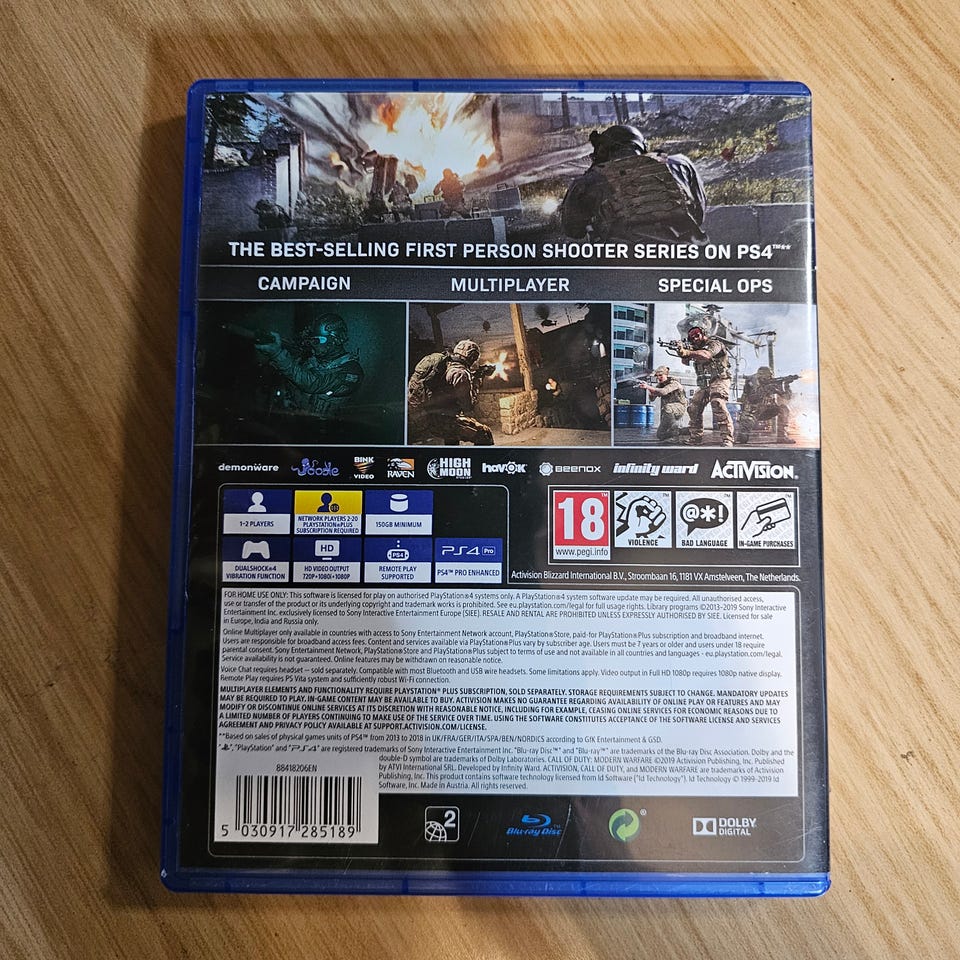 THE BEST-SELLING FIRST PERSON SHOOTER SERIES ON PS4™**
CAMPAIGN MULTIPLAYER SPECIAL OPS
demonware oodle BINK VIDEO RAVEN HIGH MOON STUDIOS havok BEENOX infinity ward ACTIVISION®
1-2 PLAYERS
NETWORK PLAYERS 2-20
PLAYSTATION®PLUS
SUBSCRIPTION REQUIRED
150GB MINIMUM
DUALSHOCK®4
VIBRATION FUNCTION
HD
HD VIDEO OUTPUT
720P•1080i•1080P
PS4
REMOTE PLAY
SUPPORTED
PS4 Pro
PS4™ PRO ENHANCED
18
www.pegi.info
VIOLENCE
@*!
BAD LANGUAGE
IN-GAME PURCHASES
Activision Blizzard International B.V., Stroombaan 16, 1181 VX Amstelveen, The Netherlands.
FOR HOME USE ONLY: This software is licensed for play on authorised PlayStation®4 systems only. A PlayStation®4 system software update may be required. All unauthorised access,
use or transfer of the product or its underlying copyright and trademark works is prohibited. See eu.playstation.com/legal for full usage rights. Library programs ©2013-2019 Sony Interactive
Entertainment Inc. exclusively licensed to Sony Interactive Entertainment Europe (SIEE). RESALE AND RENTAL ARE PROHIBITED UNLESS EXPRESSLY AUTHORISED BY SIEE. Licensed for sale
in Europe, India and Russia only.
Online Multiplayer only available in countries with access to Sony Entertainment Network account, PlayStation®Store, paid-for PlayStation®Plus subscription and broadband internet.
Users are responsible for broadband access fees. Content and services available via PlayStation®Plus vary by subscriber age. Users must be 7 years or older and users under 18 require
parental consent. Sony Entertainment Network, PlayStation®Store and PlayStation®Plus subject to terms of use and not available in all countries and languages - eu.playstation.com/legal.
Service availability is not guaranteed. Online features may be withdrawn on reasonable notice.
Voice Chat requires headset – sold separately. Compatible with most Bluetooth and USB wire headsets. Some limitations apply. Video output in Full HD 1080p requires 1080p native display.
Remote Play requires PS Vita system and sufficiently robust Wi-Fi connection.
MULTIPLAYER ELEMENTS AND FUNCTIONALITY REQUIRE PLAYSTATION® PLUS SUBSCRIPTION, SOLD SEPARATELY. STORAGE REQUIREMENTS SUBJECT TO CHANGE. MANDATORY UPDATES
MAY BE REQUIRED TO PLAY. IN-GAME CONTENT MAY BE AVAILABLE TO BUY. ACTIVISION MAKES NO GUARANTEE REGARDING AVAILABILITY OF ONLINE PLAY OR FEATURES AND MAY
MODIFY OR DISCONTINUE ONLINE SERVICES AT ITS DISCRETION WITH REASONABLE NOTICE, INCLUDING FOR EXAMPLE, CEASING ONLINE SERVICES FOR ECONOMIC REASONS DUE TO
A LIMITED NUMBER OF PLAYERS CONTINUING TO MAKE USE OF THE SERVICE OVER TIME. USING THE SOFTWARE CONSTITUTES ACCEPTANCE OF THE SOFTWARE LICENSE AND SERVICES
AGREEMENT AND PRIVACY POLICY AVAILABLE AT SUPPORT.ACTIVISION.COM/LICENSE.
**Based on sales of physical games units of PS4™ from 2013 to 2018 in UK/FRA/GER/ITA/SPA/BEN/NORDICS according to GfK Entertainment & GSD.
"PlayStation" and "PS4" are registered trademarks of Sony Interactive Entertainment Inc. "Blu-ray Disc™" and "Blu-ray™" are trademarks of the Blu-ray Disc Association. Dolby and the
double-D symbol are trademarks of Dolby Laboratories. CALL OF DUTY: MODERN WARFARE ©2019 Activision Publishing, Inc. Published
by ATVI International SRL. Developed by Infinity Ward. ACTIVISION, CALL OF DUTY, and MODERN WARFARE are trademarks of Activision
Publishing, Inc. This product contains software technology licensed from Id Software ("Id Technology"). Id Technology © 1999-2019 Id
Software, Inc. Made in Austria. All rights reserved.
88418206EN
5 030917 285189
2
Blu-ray Disc™
DOLBY
DIGITAL